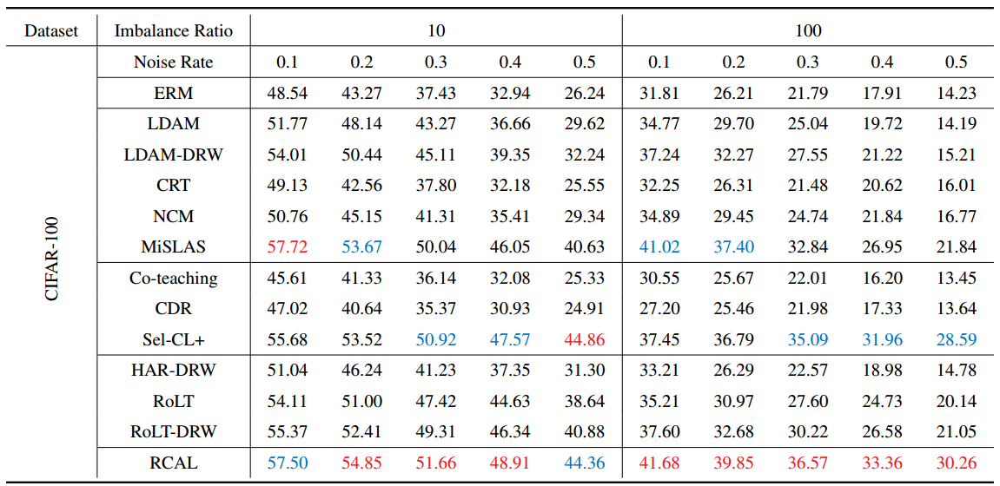 Dataset Imbalance Ratio 10 100
Noise Rate 0.1 0.2 0.3 0.4 0.5 0.1 0.2 0.3 0.4 0.5
ERM 48.54 43.27 37.43 32.94 26.24 31.81 26.21 21.79 17.91 14.23
LDAM 51.77 48.14 43.27 36.66 29.62 34.77 29.70 25.04 19.72 14.19
LDAM-DRW 54.01 50.44 45.11 39.35 32.24 37.24 32.27 27.55 21.22 15.21
CRT 49.13 42.56 37.80 32.18 25.55 32.25 26.31 21.48 20.62 16.01
NCM 50.76 45.15 41.31 35.41 29.34 34.89 29.45 24.74 21.84 16.77
MiSLAS 57.72 53.67 50.04 46.05 40.63 41.02 37.40 32.84 26.95 21.84
CIFAR-100
Co-teaching 45.61 41.33 36.14 32.08 25.33 30.55 25.67 22.01 16.20 13.45
CDR 47.02 40.64 35.37 30.93 24.91 27.20 25.46 21.98 17.33 13.64
Sel-CL+ 55.68 53.52 50.92 47.57 44.86 37.45 36.79 35.09 31.96 28.59
HAR-DRW 51.04 46.24 41.23 37.35 31.30 33.21 26.29 22.57 18.98 14.78
RoLT 54.11 51.00 47.42 44.63 38.64 35.21 30.97 27.60 24.73 20.14
RoLT-DRW 55.37 52.41 49.31 46.34 40.88 37.60 32.68 30.22 26.58 21.05
RCAL 57.50 54.85 51.66 48.91 44.36 41.68 39.85 36.57 33.36 30.26